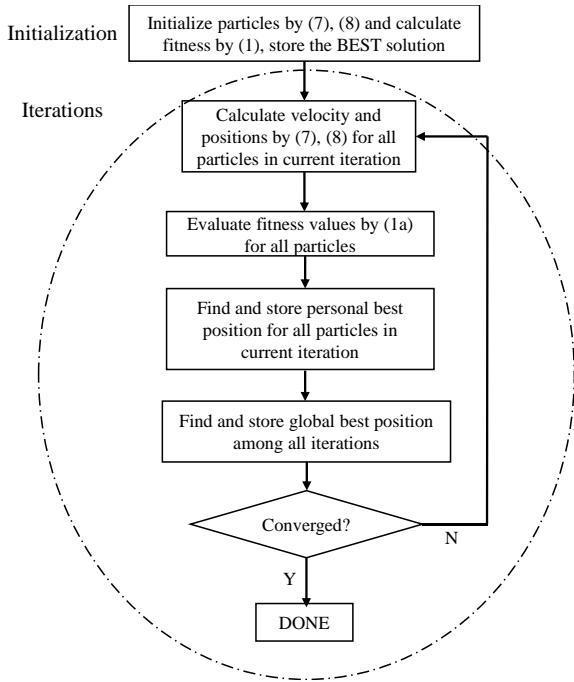 Initialization
Initialize particles by (7), (8) and calculate
fitness by (1), store the BEST solution
Iterations
Calculate velocity and
positions by (7), (8) for all
particles in current iteration
Evaluate fitness values by (1a)
for all particles
Find and store personal best
position for all particles in
current iteration
Find and store global best position
among all iterations
Converged?
N
Y
DONE